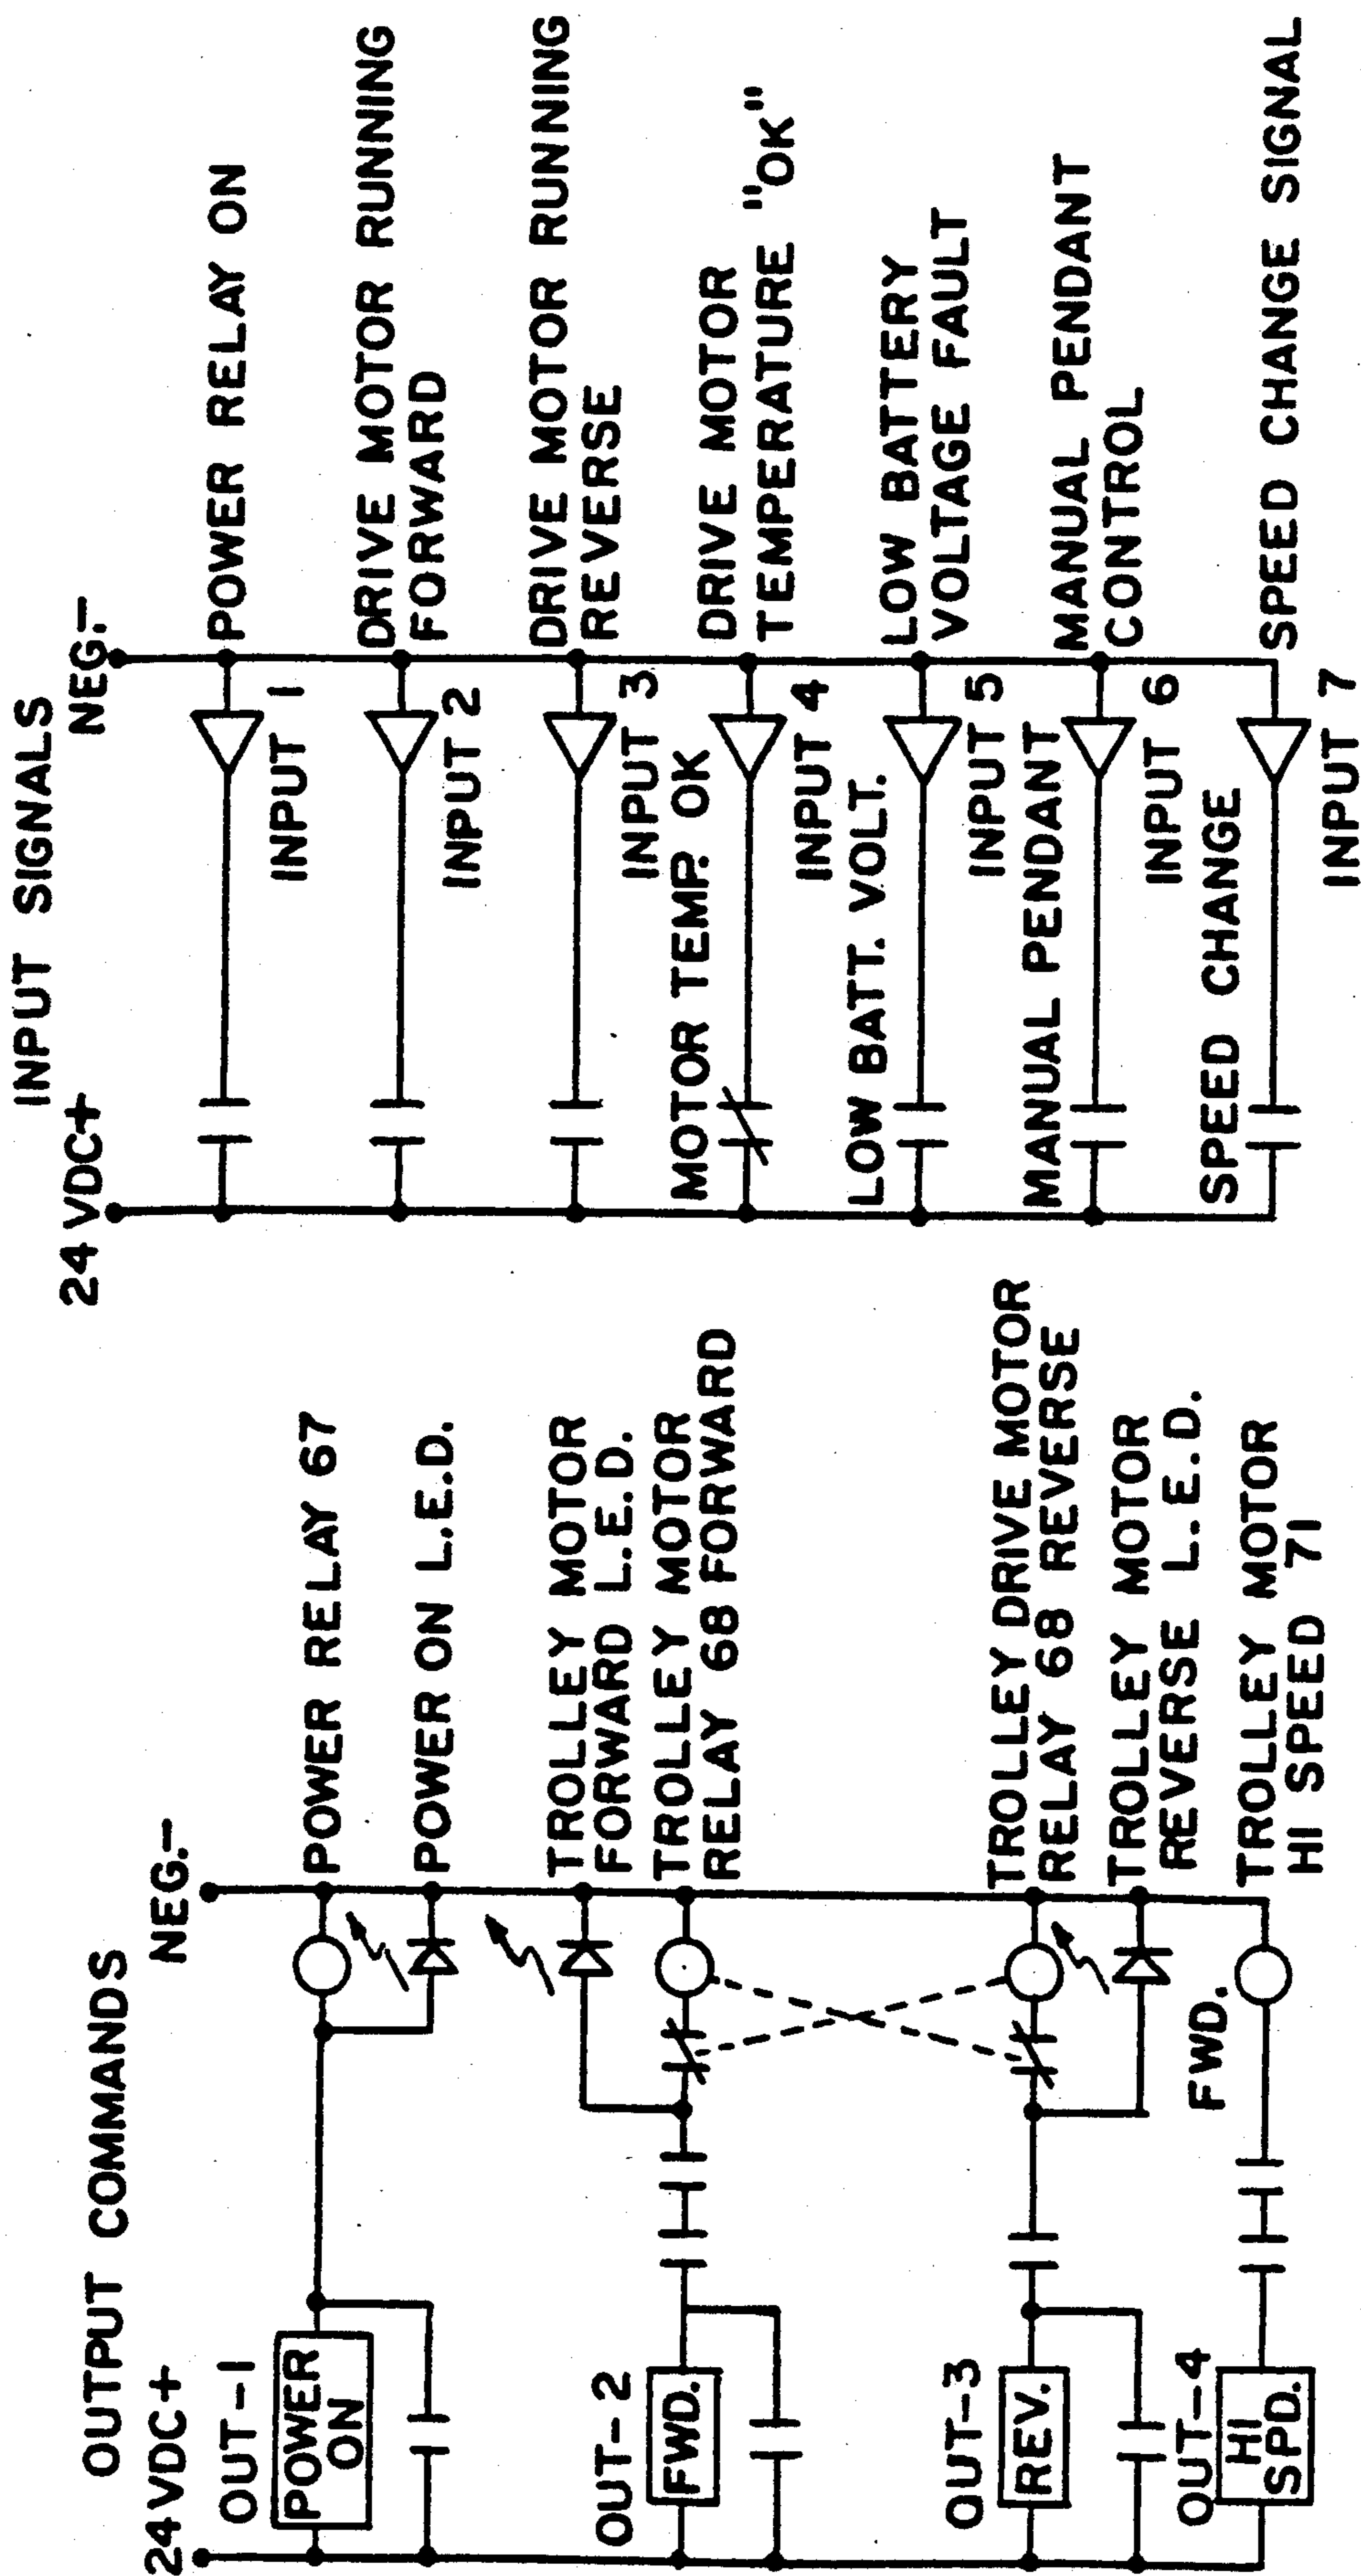 OUTPUT COMMANDS
24 VDC+
NEG.-
OUT-1
POWER
ON
POWER RELAY 67
POWER ON L.E.D.
OUT-2
FWD.
TROLLEY MOTOR
FORWARD L.E.D.
TROLLEY MOTOR
RELAY 68 FORWARD
OUT-3
REV.
TROLLEY DRIVE MOTOR
RELAY 68 REVERSE
TROLLEY MOTOR
REVERSE L.E.D.
OUT-4
HI
SPD.
FWD.
TROLLEY MOTOR
HI SPEED 71
INPUT SIGNALS
24 VDC+
NEG.-
INPUT 1
POWER RELAY ON
INPUT 2
DRIVE MOTOR RUNNING
FORWARD
INPUT 3
DRIVE MOTOR RUNNING
REVERSE
MOTOR TEMP. OK
INPUT 4
DRIVE MOTOR
TEMPERATURE "OK"
LOW BATT. VOLT.
INPUT 5
LOW BATTERY
VOLTAGE FAULT
MANUAL PENDANT
INPUT 6
MANUAL PENDANT
CONTROL
SPEED CHANGE
INPUT 7
SPEED CHANGE SIGNAL